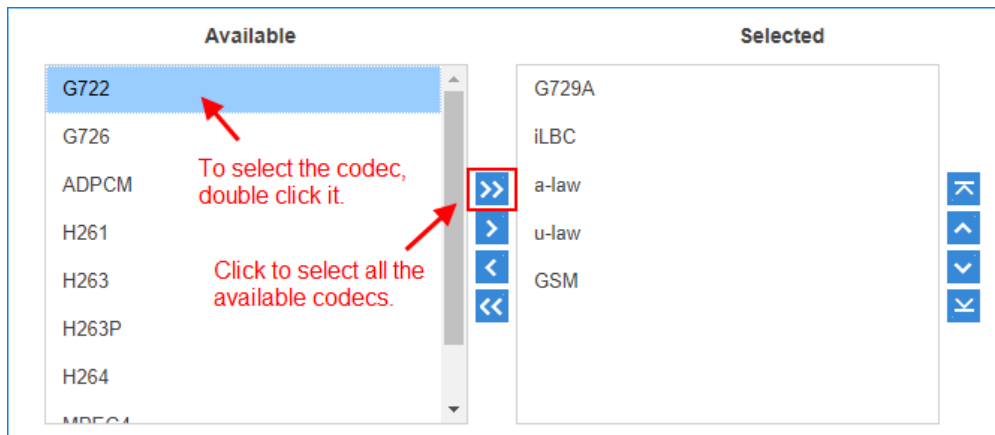 Available
Selected
G722
G726
ADPCM
H261
H263
H263P
H264
To select the codec,
double click it.
Click to select all the
available codecs.
G729A
iLBC
a-law
u-law
GSM